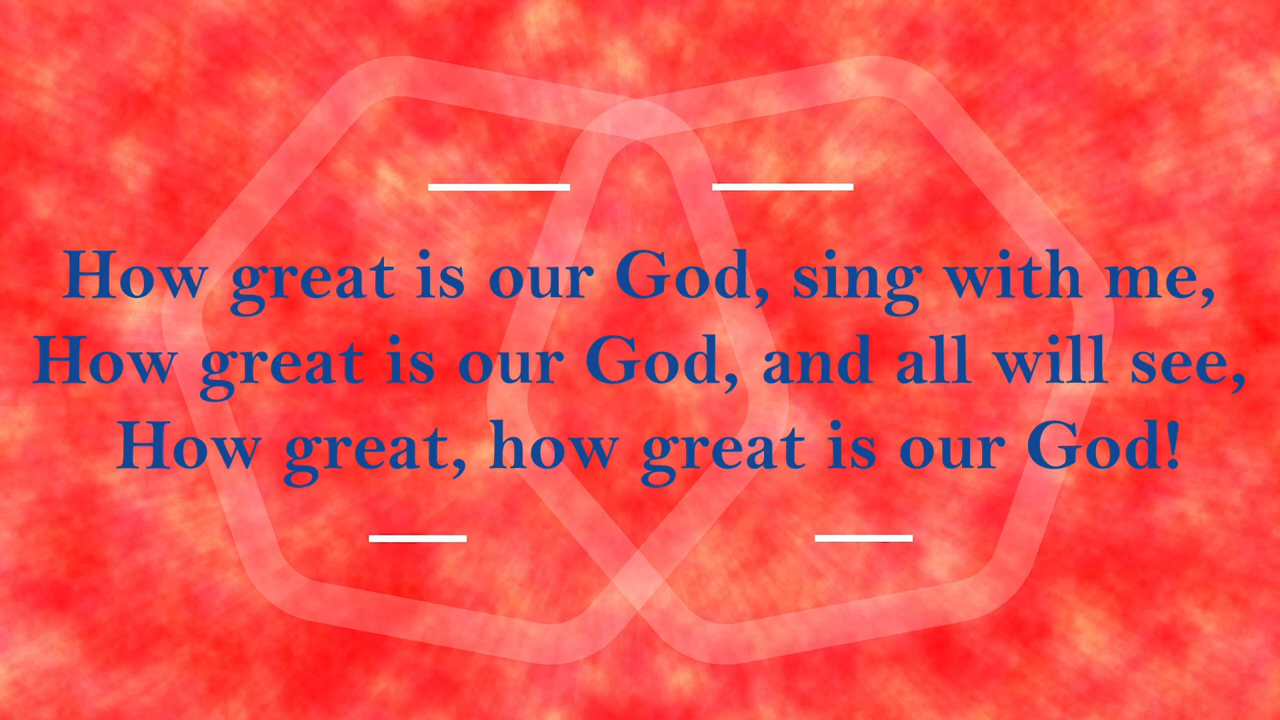 How great is our God, sing with me,
How great is our God, and all will see,
How great, how great is our God!